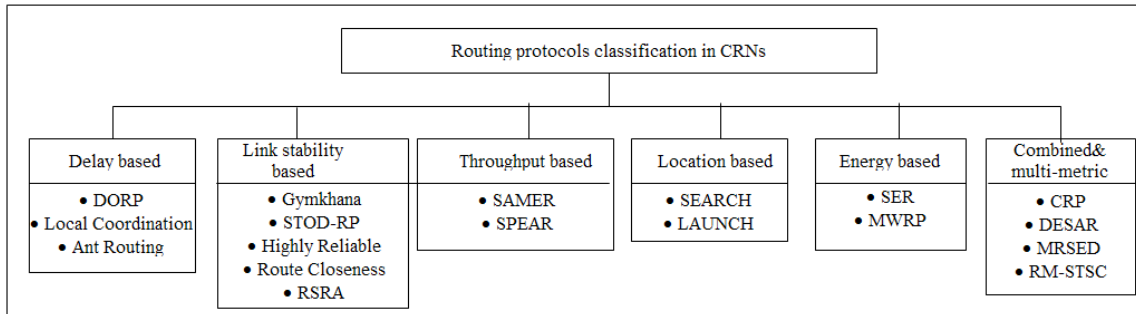 Routing protocols classification in CRNs
Delay based
• DORP
• Local Coordination
• Ant Routing
Link stability
based
• Gymkhana
• STOD-RP
• Highly Reliable
• Route Closeness
• RSRA
Throughput based
• SAMER
• SPEAR
Location based
• SEARCH
• LAUNCH
Energy based
• SER
• MWRP
Combined&
multi-metric
• CRP
• DESAR
• MRSED
• RM-STSC